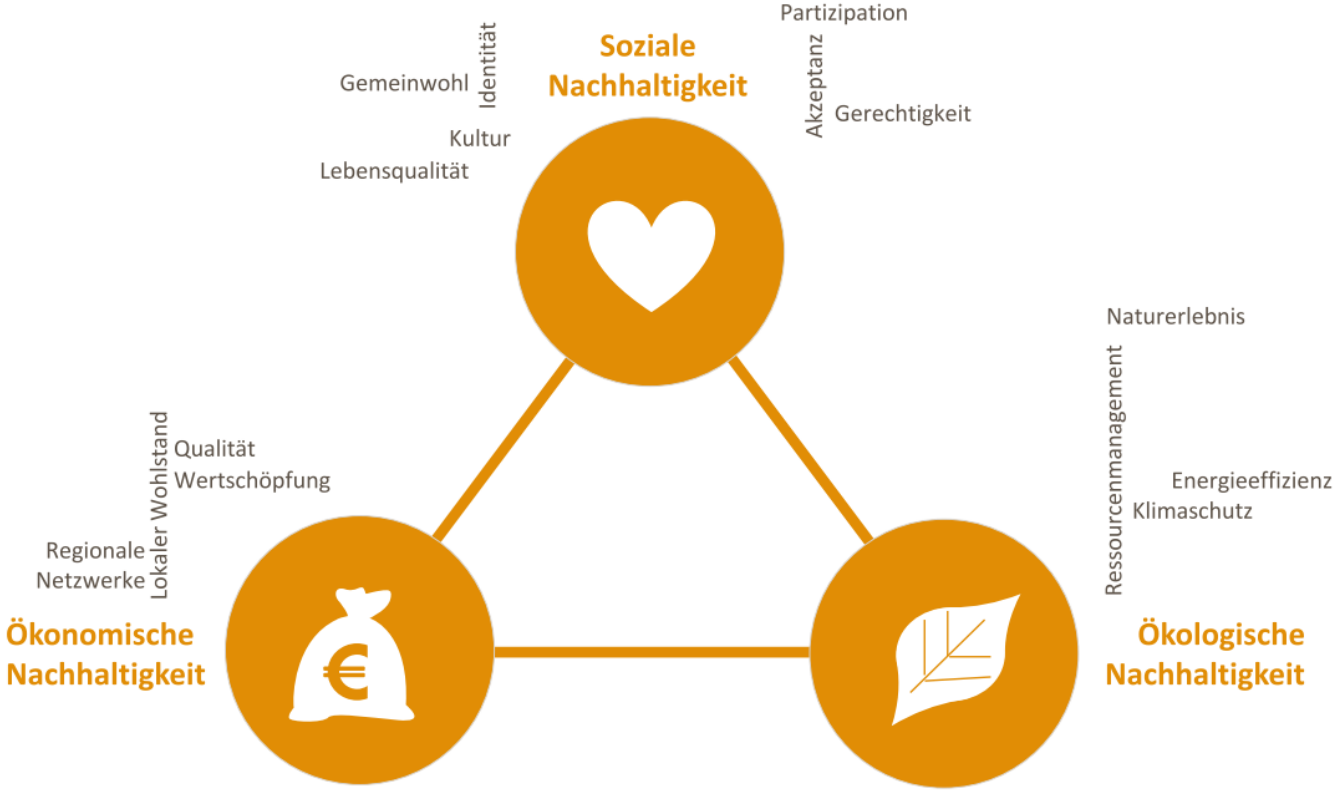 Partizipation
Soziale
Nachhaltigkeit
Identität
Akzeptanz
Gemeinwohl
Gerechtigkeit
Kultur
Lebensqualität
Naturerlebnis
Ressourcenmanagement
Energieeffizienz
Klimaschutz
Ökologische
Nachhaltigkeit
Lokaler Wohlstand
Qualität
Wertschöpfung
Regionale
Netzwerke
Ökonomische
Nachhaltigkeit
€